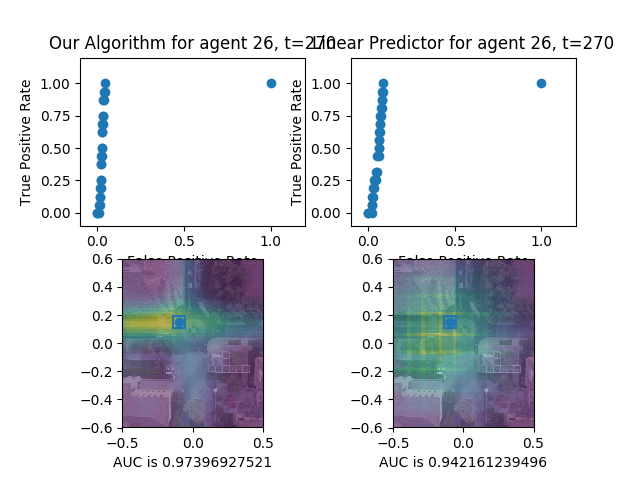 Our Algorithm for agent 26, t=270
Linear Predictor for agent 26, t=270
True Positive Rate
1.00
0.75
0.50
0.25
0.00
0.0 0.5 1.0
False Positive Rate
True Positive Rate
1.00
0.75
0.50
0.25
0.00
0.0 0.5 1.0
False Positive Rate
0.6
0.4
0.2
0.0
−0.2
−0.4
−0.6
−0.5 0.0 0.5
AUC is 0.97396927521
0.6
0.4
0.2
0.0
−0.2
−0.4
−0.6
−0.5 0.0 0.5
AUC is 0.942161239496